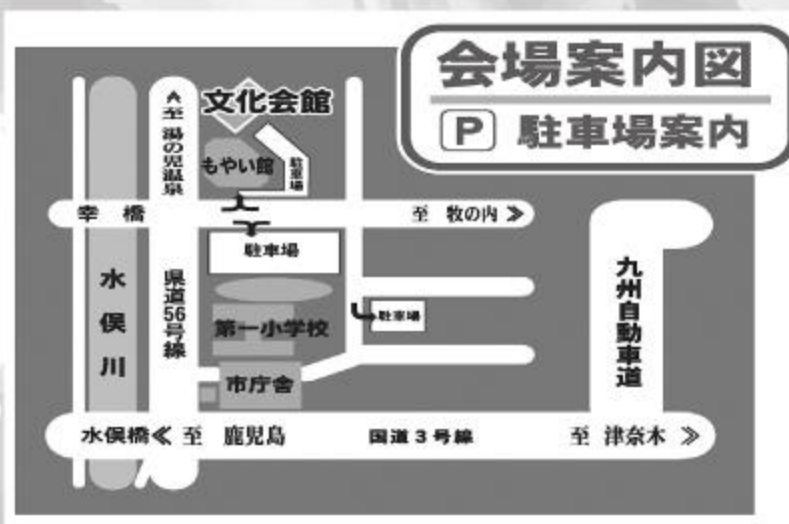 会場案内図
P 駐車場案内
文化会館
≪至 湯の児温泉
もやい館
駐車場
幸橋
至 牧の内 ≫
駐車場
水俣川
県道56号線
駐車場
第一小学校
市庁舎
九州自動車道
水俣橋≪ 至 鹿児島
国道3号線
至 津奈木 ≫